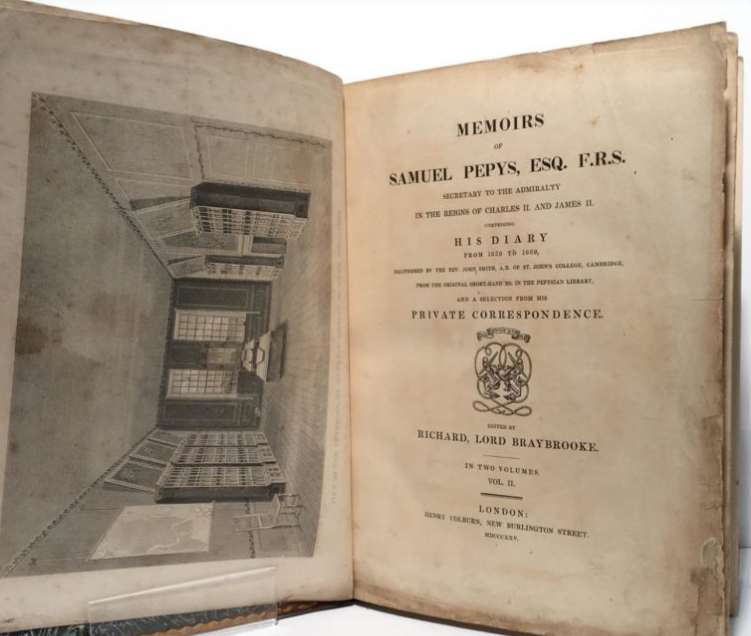 MEMOIRS
OF
SAMUEL PEPYS, ESQ. F.R.S.
SECRETARY TO THE ADMIRALTY
IN THE REIGNS OF CHARLES II. AND JAMES II.
COMPRISING
HIS DIARY
FROM 1659 TO 1669,
DECIPHERED BY THE REV. JOHN SMITH, A.B. OF ST. JOHN'S COLLEGE, CAMBRIDGE,
FROM THE ORIGINAL SHORT-HAND MS. IN THE PEPYSIAN LIBRARY,
AND A SELECTION FROM HIS
PRIVATE CORRESPONDENCE.
EDITED BY
RICHARD, LORD BRAYBROOKE.
IN TWO VOLUMES.
VOL. II.
LONDON:
HENRY COLBURN, NEW BURLINGTON STREET.
MDCCCXXV.